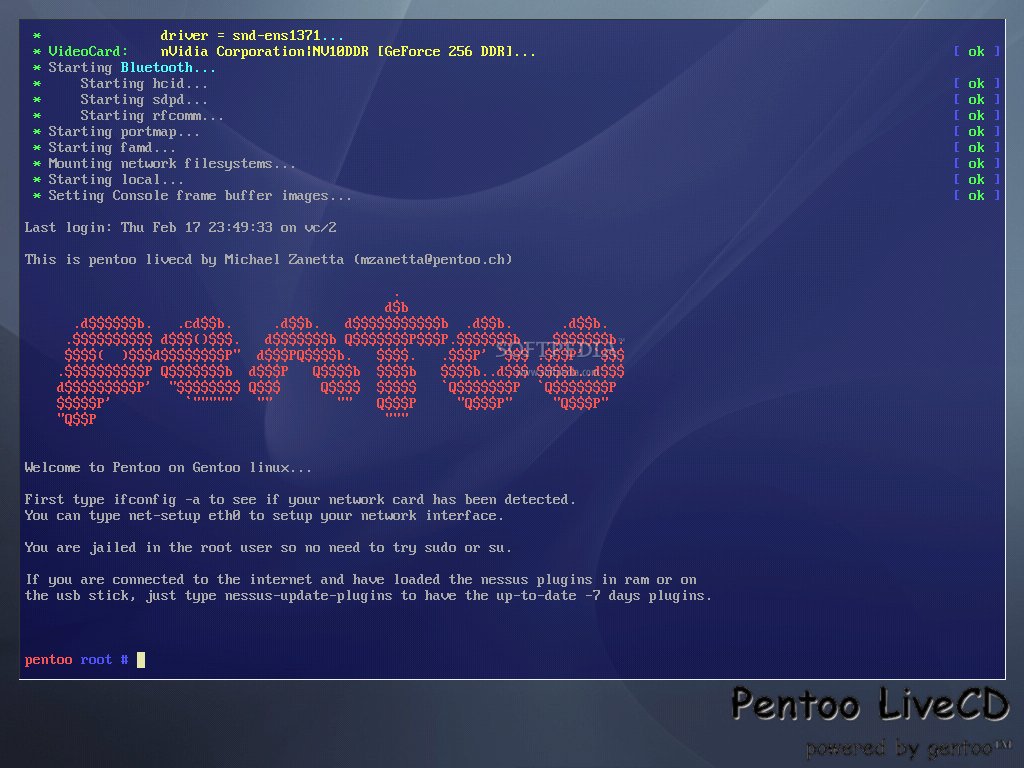 *               driver = snd-ens1371...
* VideoCard:    nVidia Corporation|NV10DDR [GeForce 256 DDR]...    [ ok ]
* Starting Bluetooth...
*     Starting hcid...    [ ok ]
*     Starting sdpd...    [ ok ]
*     Starting rfcomm...    [ ok ]
* Starting portmap...    [ ok ]
* Starting famd...    [ ok ]
* Mounting network filesystems...    [ ok ]
* Starting local...    [ ok ]
* Setting Console frame buffer images...    [ ok ]
Last login: Thu Feb 17 23:49:33 on vc/2
This is pentoo livecd by Michael Zanetta (mzanetta@pentoo.ch)
SOFTPEDIA
Welcome to Pentoo on Gentoo linux...
First type ifconfig -a to see if your network card has been detected.
You can type net-setup eth0 to setup your network interface.
You are jailed in the root user so no need to try sudo or su.
If you are connected to the internet and have loaded the nessus plugins in ram or on
the usb stick, just type nessus-update-plugins to have the up-to-date -7 days plugins.
pentoo root #
Pentoo LiveCD
powered by gentoo™